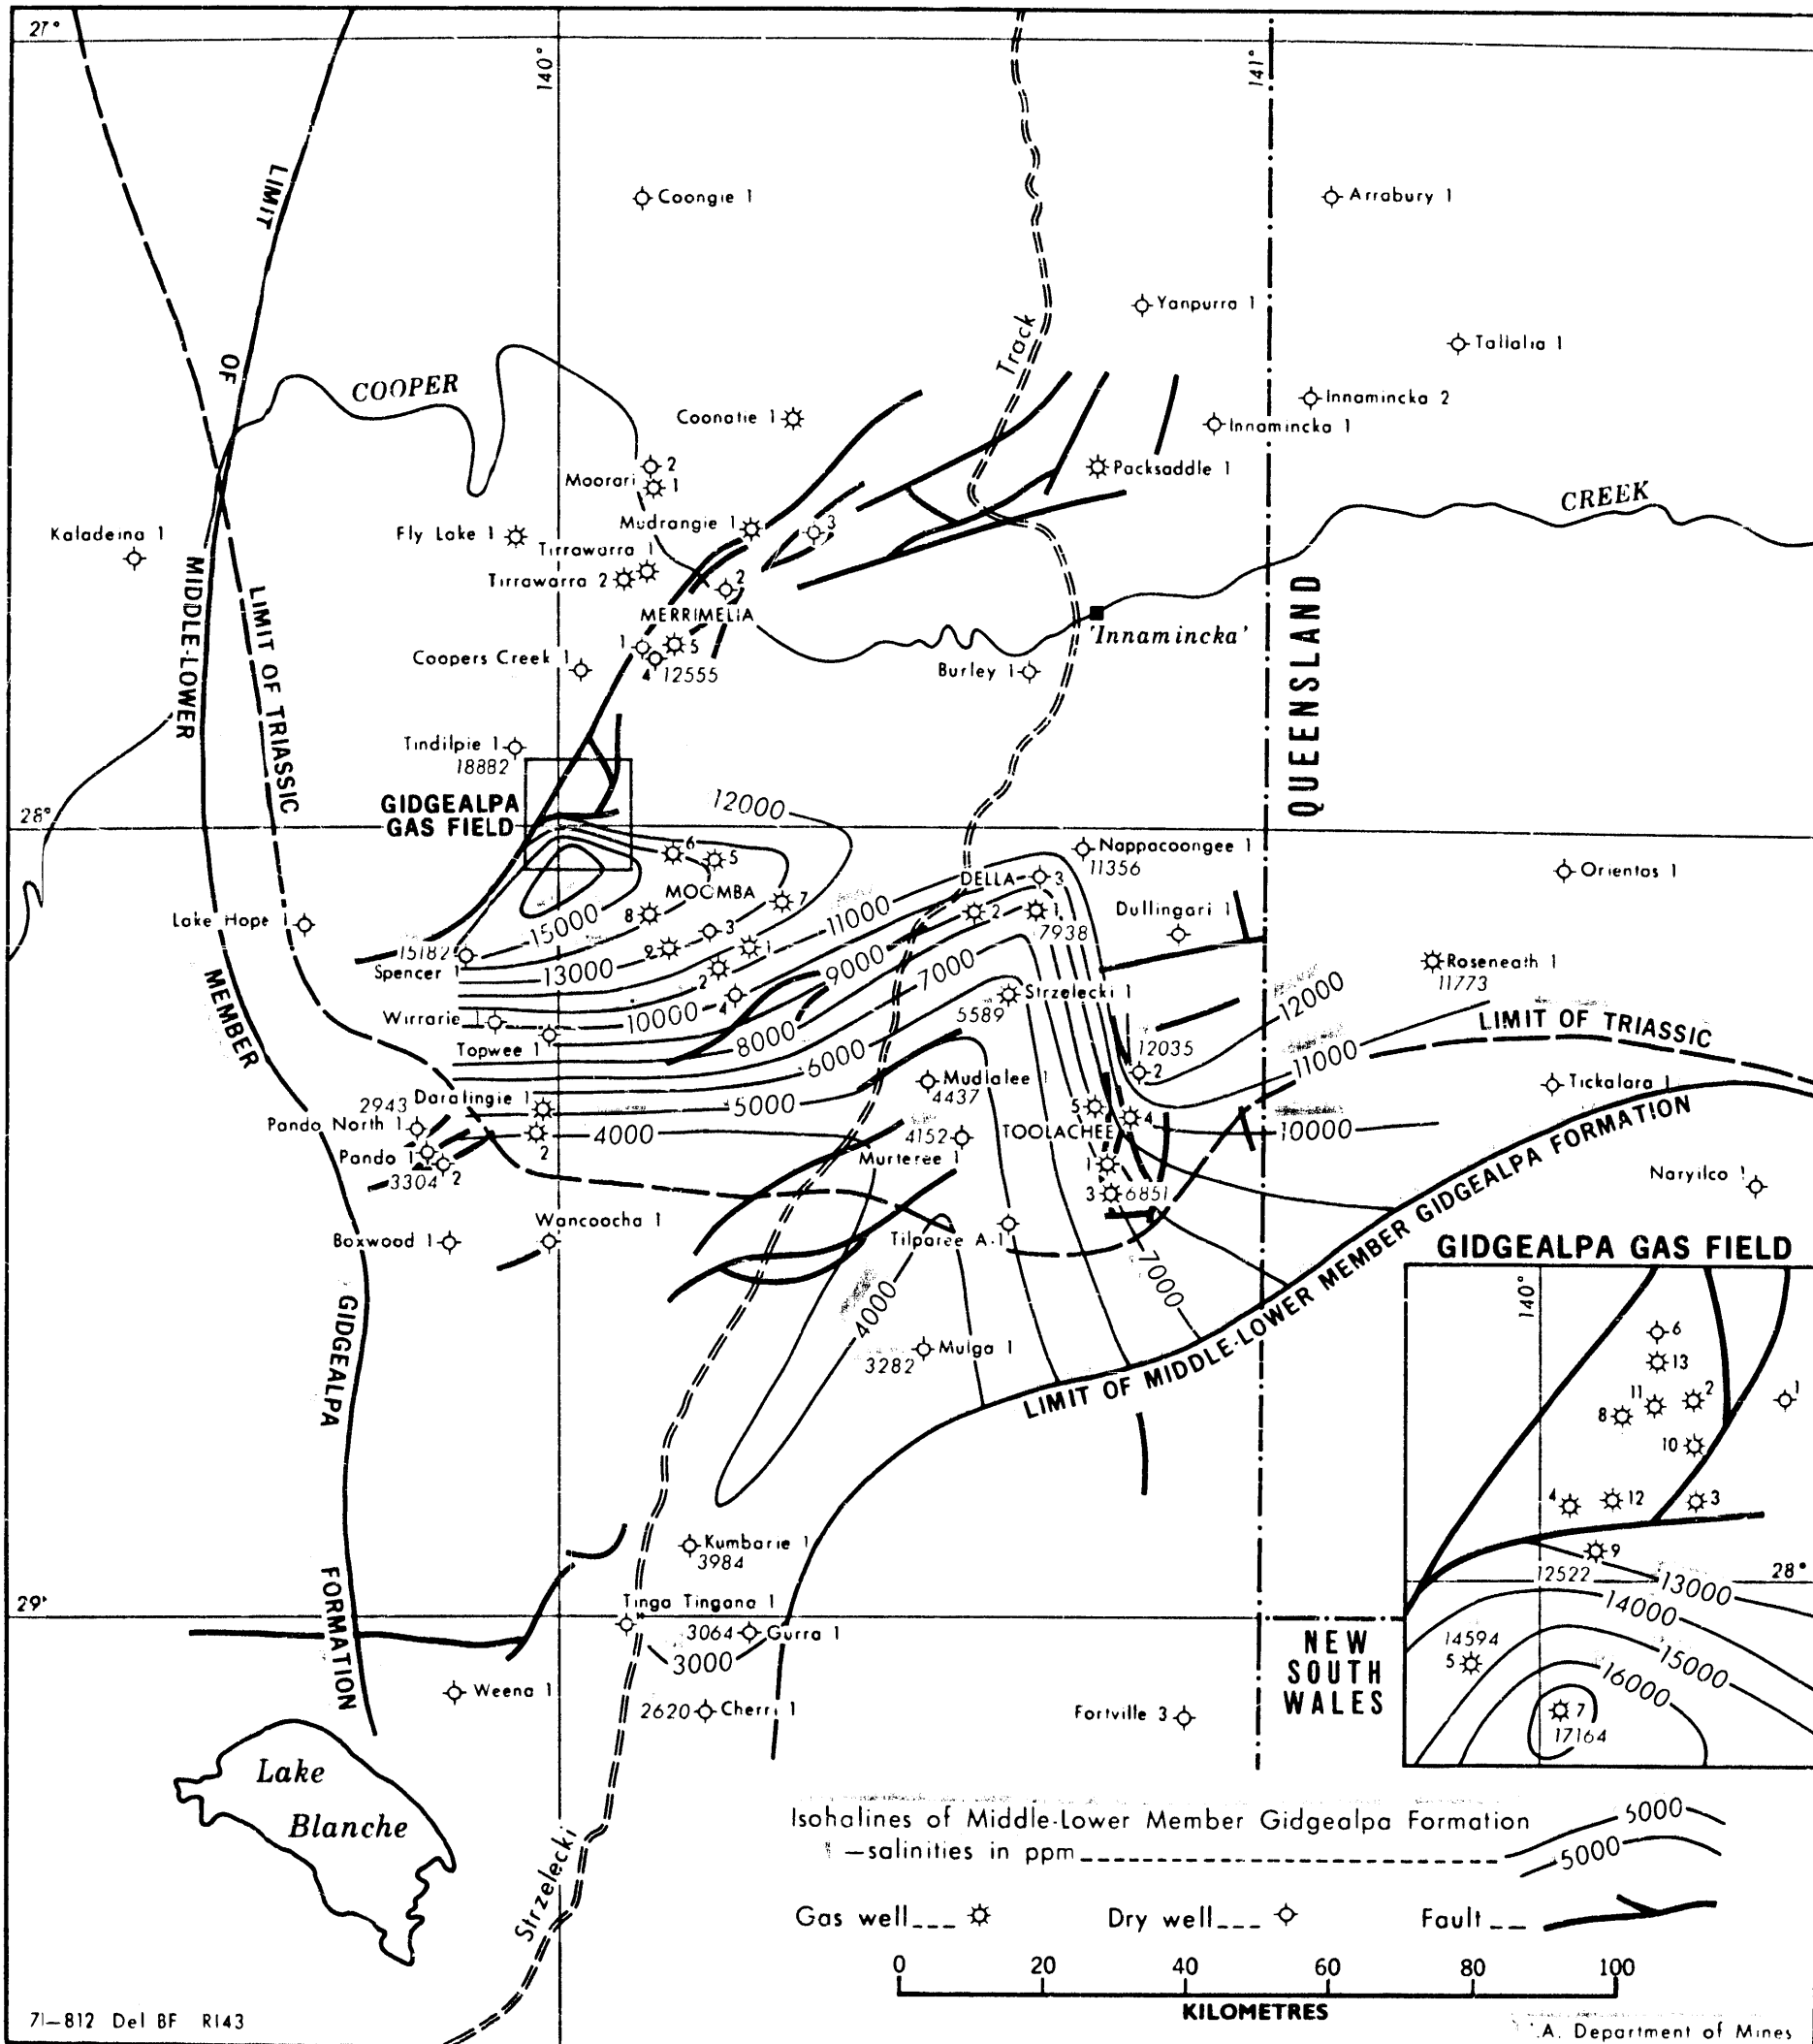 27°
140°
141°
LIMIT
OF
MIDDLE-LOWER
MEMBER
GIDGEALPA
FORMATION
LIMIT OF TRIASSIC
Coongie 1
Arrabury 1
Yanpurra 1
Track
Tallalia 1
COOPER
Innamincka 2
Coonatie 1
Innamincka 1
Packsaddle 1
2
Moorari 1
CREEK
Kaladeina 1
Fly Lake 1
Mudrangie 1
3
Tirrawarra 1
Tirrawarra 2
2
MERRIMELIA
'Innamincka'
QUEENSLAND
1
5
4
12555
Coopers Creek 1
Burley 1
Tindilpie 1
18882
GIDGEALPA
GAS FIELD
28°
12000
6
5
MOOMBA
7
8
3
9
1
2
4
Nappacoongee 1
11356
DELLA
3
2
1
7938
Orientos 1
Lake Hope 1
Dullingari 1
15182
Spencer 1
15000
13000
11000
9000
7000
10000
8000
6000
5000
4000
Roseneath 1
11773
Strzelecki 1
5589
12000
Wirrarie 1
Topwee 1
12035
2
LIMIT OF TRIASSIC
11000
Mudlalee 1
4437
Tickalara 1
2943
Daralingie 1
2
Pando North 1
Pando 1
3304
2
4152
Murteree 1
5
4
TOOLACHEE
1
3
6851
10000
Naryilco 1
Boxwood 1
Wancoocha 1
Tilparee A-1
7000
4000
Mulga 1
3282
LIMIT OF MIDDLE-LOWER MEMBER GIDGEALPA FORMATION
GIDGEALPA GAS FIELD
140°
6
13
11
2
1
8
10
4
12
3
9
12522
28°
13000
14000
14594
5
15000
16000
7
17164
Kumbarie 1
3984
29°
Tinga Tingana 1
3064
Gurra 1
3000
NEW
SOUTH
WALES
Weena 1
2620
Cherri 1
Fortville 3
Lake
Blanche
Strzelecki
Isohalines of Middle-Lower Member Gidgealpa Formation
—salinities in ppm
5000
5000
Gas well
Dry well
Fault
0 20 40 60 80 100
KILOMETRES
71–812 Del BF R143
A. Department of Mines